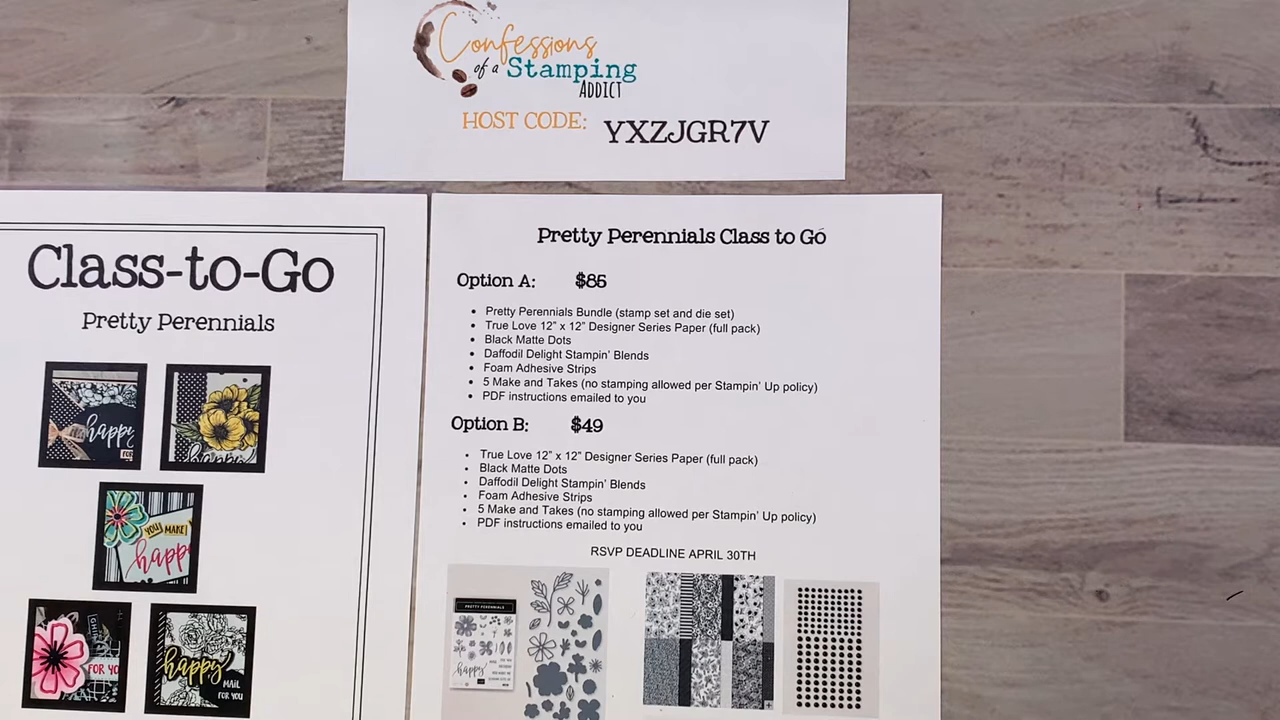 Confessions
of a Stamping
ADDICT
HOST CODE: YXZJGR7V
Class-to-Go
Pretty Perennials
happy
FOR
happy
YOU MAKE
happ
FOR YO
happy
MAIL
FOR YOU
Pretty Perennials Class to Go
Option A: $85
• Pretty Perennials Bundle (stamp set and die set)
• True Love 12” x 12” Designer Series Paper (full pack)
• Black Matte Dots
• Daffodil Delight Stampin’ Blends
• Foam Adhesive Strips
• 5 Make and Takes (no stamping allowed per Stampin’ Up policy)
• PDF instructions emailed to you
Option B: $49
• True Love 12” x 12” Designer Series Paper (full pack)
• Black Matte Dots
• Daffodil Delight Stampin’ Blends
• Foam Adhesive Strips
• 5 Make and Takes (no stamping allowed per Stampin’ Up policy)
• PDF instructions emailed to you
RSVP DEADLINE APRIL 30TH
PRETTY PERENNIALS
happy